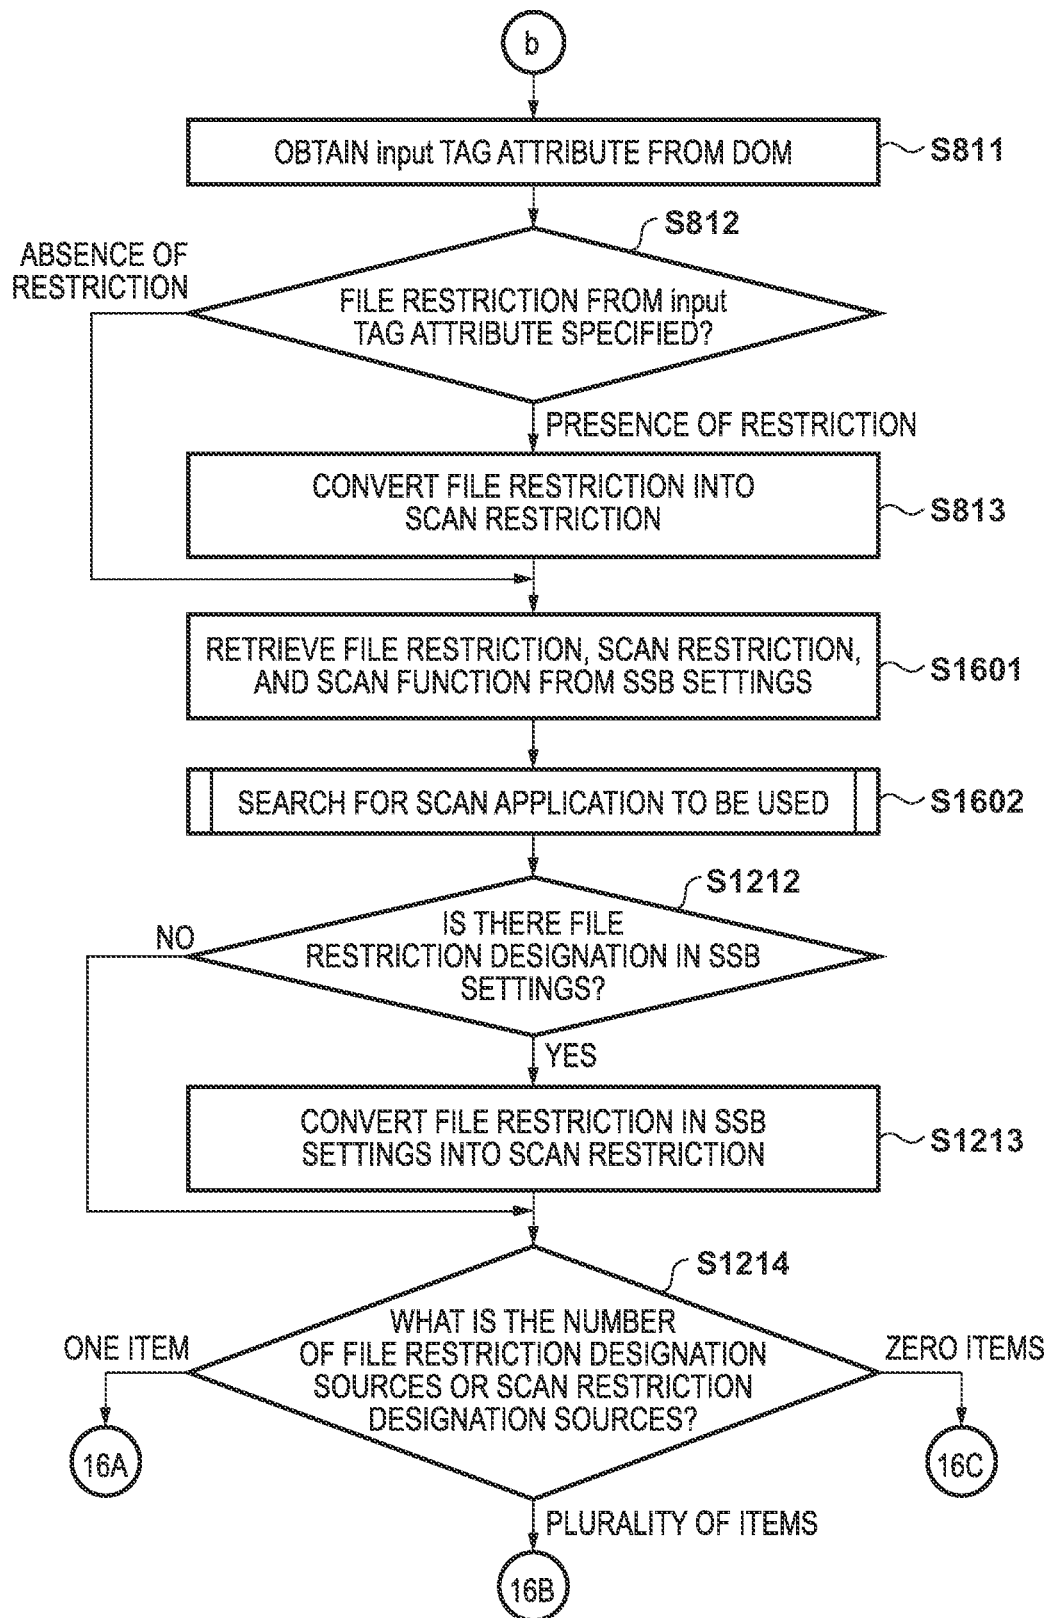 b
OBTAIN input TAG ATTRIBUTE FROM DOM
S811
S812
ABSENCE OF
RESTRICTION
FILE RESTRICTION FROM input
TAG ATTRIBUTE SPECIFIED?
PRESENCE OF RESTRICTION
CONVERT FILE RESTRICTION INTO
SCAN RESTRICTION
S813
RETRIEVE FILE RESTRICTION, SCAN RESTRICTION,
AND SCAN FUNCTION FROM SSB SETTINGS
S1601
SEARCH FOR SCAN APPLICATION TO BE USED
S1602
S1212
NO
IS THERE FILE
RESTRICTION DESIGNATION IN SSB
SETTINGS?
YES
CONVERT FILE RESTRICTION IN SSB
SETTINGS INTO SCAN RESTRICTION
S1213
S1214
ONE ITEM
WHAT IS THE NUMBER
OF FILE RESTRICTION DESIGNATION
SOURCES OR SCAN RESTRICTION
DESIGNATION SOURCES?
ZERO ITEMS
16A
16C
PLURALITY OF ITEMS
16B